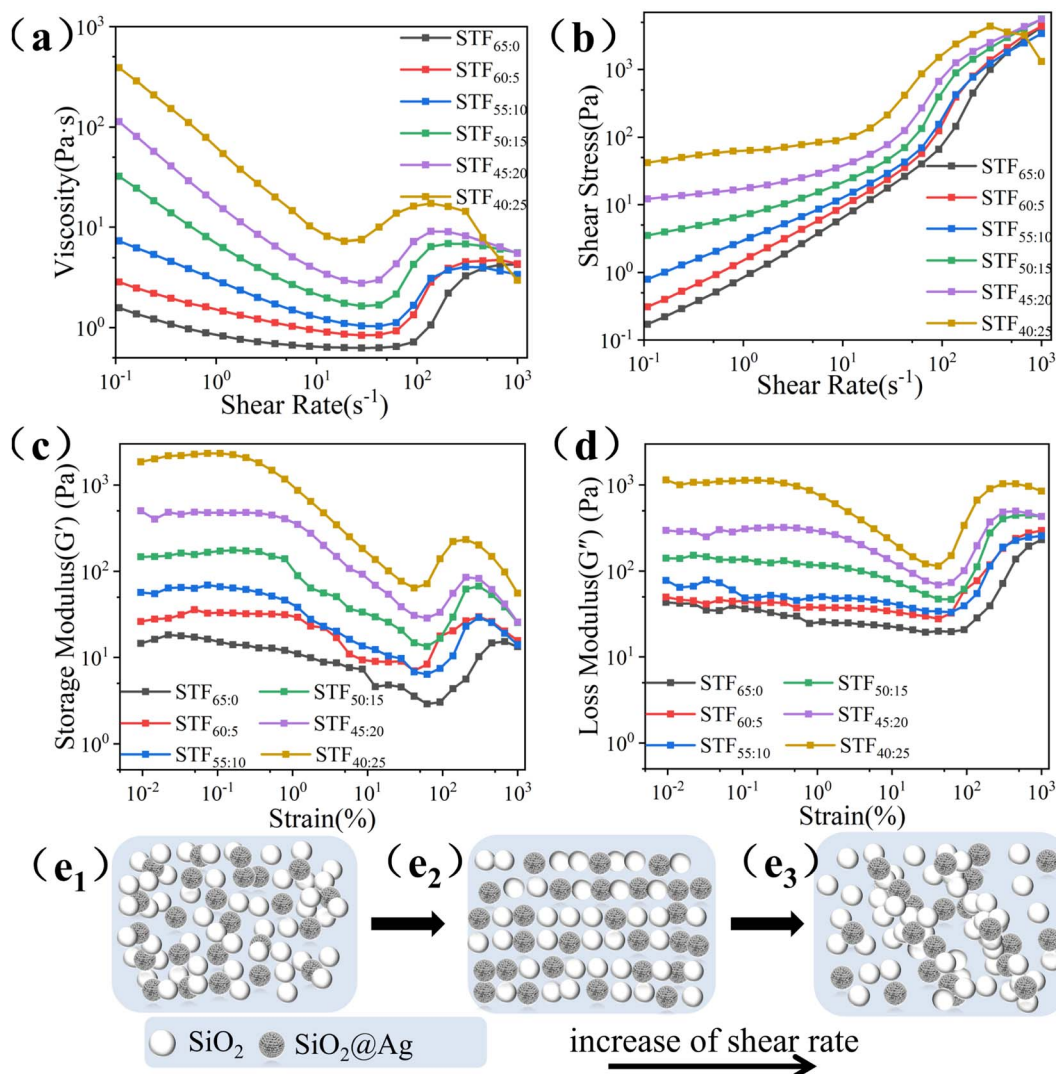 (a)
Viscosity(Pa·s)
10³
10²
10¹
10⁰
10⁻¹ 10⁰ 10¹ 10² 10³
Shear Rate(s⁻¹)
STF65:0
STF60:5
STF55:10
STF50:15
STF45:20
STF40:25
(b)
Shear Stress(Pa)
10³
10²
10¹
10⁰
10⁻¹
10⁻¹ 10⁰ 10¹ 10² 10³
Shear Rate(s⁻¹)
STF65:0
STF60:5
STF55:10
STF50:15
STF45:20
STF40:25
(c)
Storage Modulus(G′) (Pa)
10³
10²
10¹
10⁰
STF65:0 STF50:15
STF60:5 STF45:20
STF55:10 STF40:25
10⁻² 10⁻¹ 10⁰ 10¹ 10² 10³
Strain(%)
(d)
Loss Modulus(G″) (Pa)
10³
10²
10¹
10⁰
STF65:0 STF50:15
STF60:5 STF45:20
STF55:10 STF40:25
10⁻² 10⁻¹ 10⁰ 10¹ 10² 10³
Strain(%)
(e₁) (e₂) (e₃)
SiO₂ SiO₂@Ag
increase of shear rate